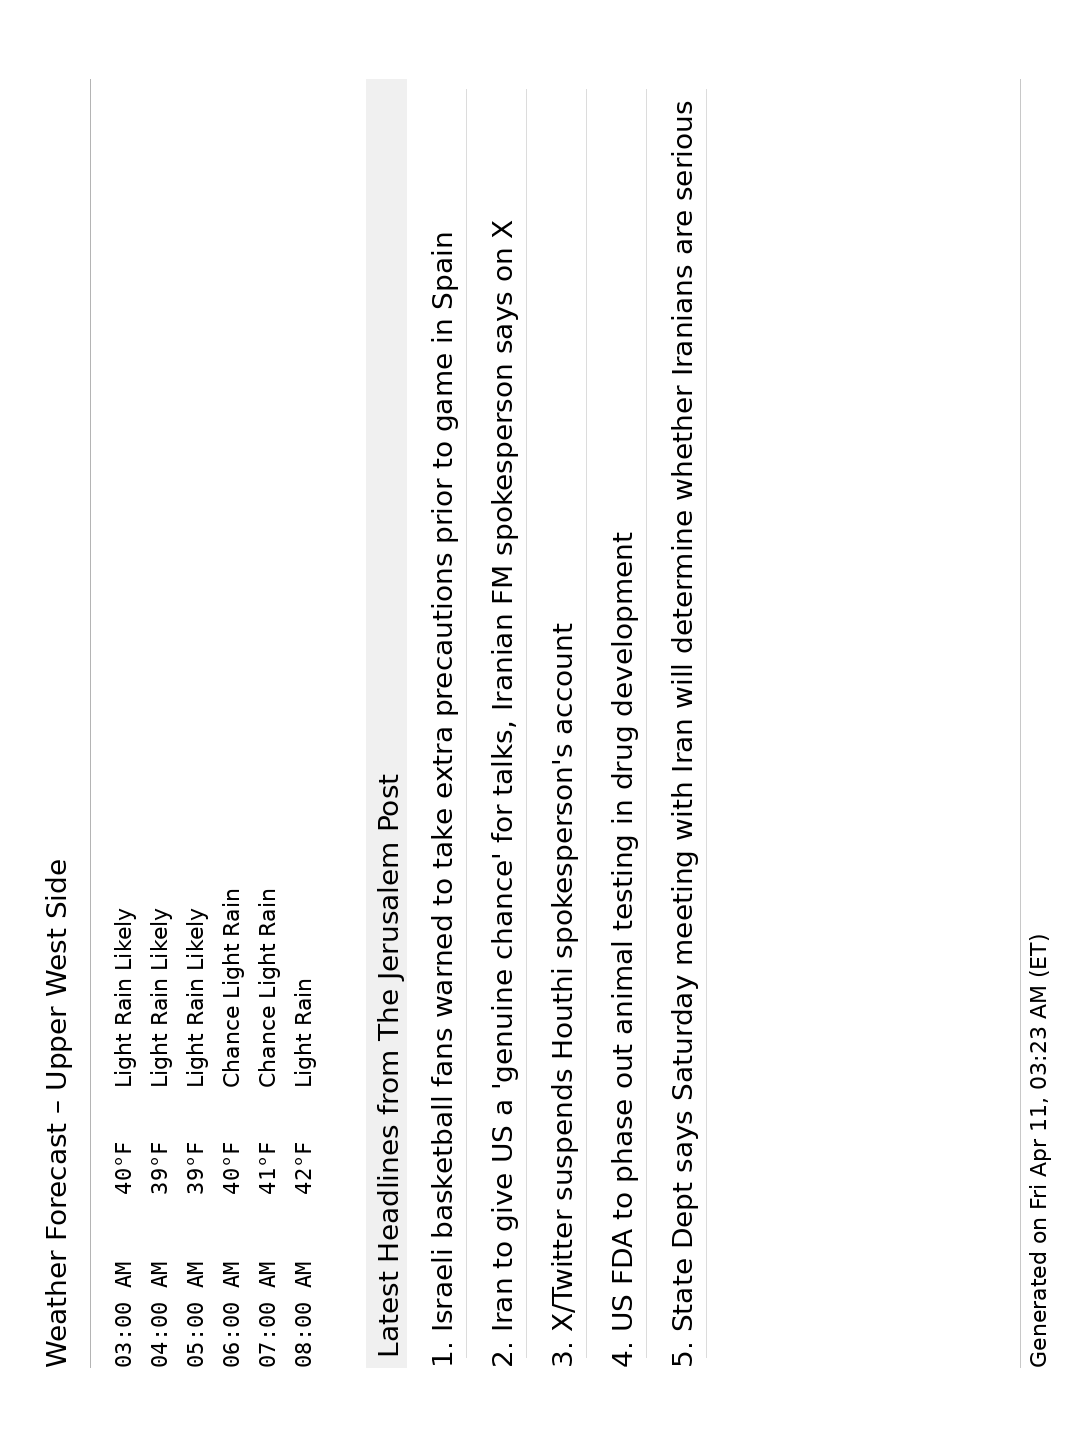 Weather Forecast – Upper West Side
03:00 AM 40°F Light Rain Likely
04:00 AM 39°F Light Rain Likely
05:00 AM 39°F Light Rain Likely
06:00 AM 40°F Chance Light Rain
07:00 AM 41°F Chance Light Rain
08:00 AM 42°F Light Rain
Latest Headlines from The Jerusalem Post
1. Israeli basketball fans warned to take extra precautions prior to game in Spain
2. Iran to give US a 'genuine chance' for talks, Iranian FM spokesperson says on X
3. X/Twitter suspends Houthi spokesperson's account
4. US FDA to phase out animal testing in drug development
5. State Dept says Saturday meeting with Iran will determine whether Iranians are serious
Generated on Fri Apr 11, 03:23 AM (ET)